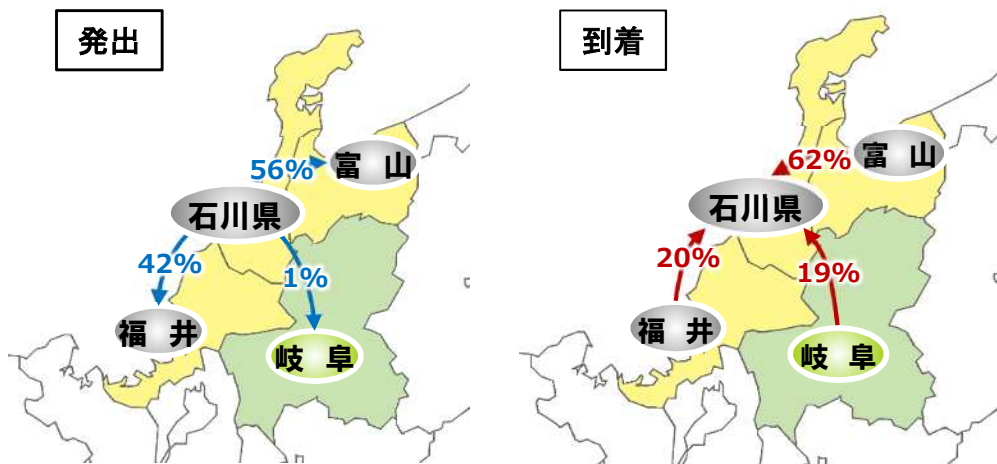 発出
56%
富 山
石川県
42%
1%
福 井
岐 阜
到着
62%
富 山
石川県
20%
19%
福 井
岐 阜